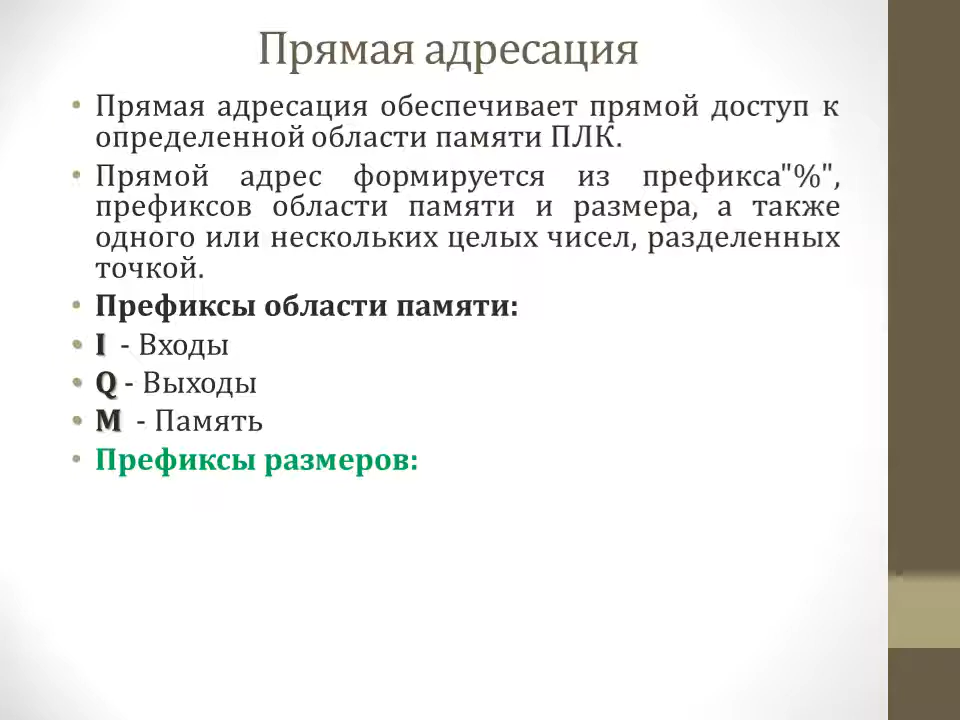 Прямая адресация
• Прямая адресация обеспечивает прямой доступ к
определенной области памяти ПЛК.
• Прямой адрес формируется из префикса"%",
префиксов области памяти и размера, а также
одного или нескольких целых чисел, разделенных
точкой.
• Префиксы области памяти:
• I - Входы
• Q - Выходы
• M - Память
• Префиксы размеров: